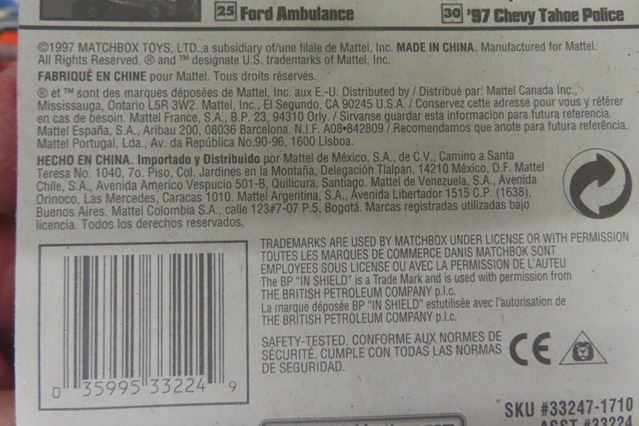 25 Ford Ambulance
30 '97 Chevy Tahoe Police
©1997 MATCHBOX TOYS, LTD.,a subsidiary of/une filale de Mattel, Inc. MADE IN CHINA. Manufactured for Mattel.
All Rights Reserved. ® and ™ designate U.S. trademarks of Mattel, Inc.
FABRIQUÉ EN CHINE pour Mattel. Tous droits réservés.
® et ™ sont des marques déposées de Mattel, Inc. aux E.-U. Distributed by / Distribué par: Mattel Canada Inc.,
Mississauga, Ontario L5R 3W2. Mattel, Inc., El Segundo, CA 90245 U.S.A. / Conservez cette adresse pour vous y référer
en cas de besoin. Mattel France, S.A., B.P. 23, 94310 Orly. / Sirvanse guardar esta informacion para futura referencia.
Mattel España, S.A., Aribau 200, 08036 Barcelona. N.I.F. A08•842809 / Recomendamos que anote para futura referência.
Mattel Portugal, Lda., Av. da República No.90-96, 1600 Lisboa.
HECHO EN CHINA. Importado y Distribuido por Mattel de México, S.A., de C.V., Camino a Santa
Teresa No. 1040, 7o. Piso, Col. Jardines en la Montaña, Delegación Tlalpan, 14210 México, D.F. Mattel
Chile, S.A., Avenida Americo Vespucio 501-B, Quilicura, Santiago. Mattel de Venezuela, S.A., Avenida
Orinoco, Las Mercedes, Caracas 1010. Mattel Argentina, S.A., Avenida Libertador 1515 C.P. (1638),
Buenos Aires. Mattel Colombia S.A., calle 123#7-07 P.5, Bogotá. Marcas registradas utilizadas bajo
licencia. Todos los derechos reservados.
TRADEMARKS ARE USED BY MATCHBOX UNDER LICENSE OR WITH PERMISSION
TOUTES LES MARQUES DE COMMERCE DANIS MATCHBOX SONT
EMPLOYEES SOUS LICENSE OU AVEC LA PERMISSION DE L'AUTEU
The BP "IN SHIELD" is a Trade Mark and is used with permission from
THE BRITISH PETROLEUM COMPANY p.l.c.
La marque déposée BP "IN SHIELD" estutilisée avec l'autorisation de
THE BRITISH PETROLEUM COMPANY p.l.c.
SAFETY-TESTED. CONFORME AUX NORMES DE
SÉCURITÉ. CUMPLE CON TODAS LAS NORMAS
DE SEGURIDAD.
CE
0 35995 33224 9
SKU #33247-1710
ASST #33224